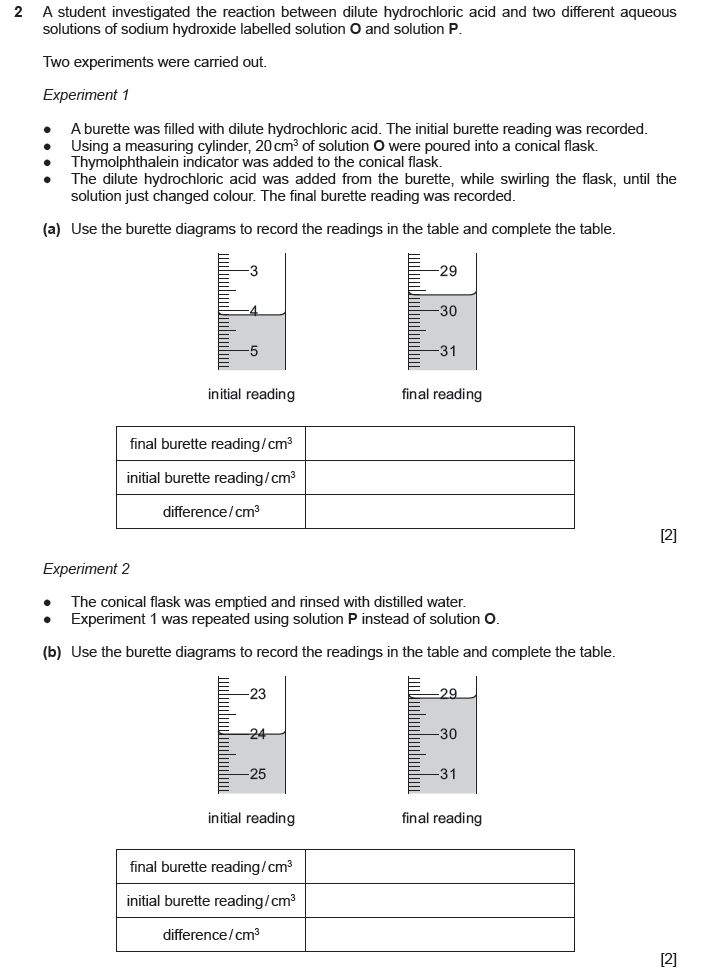 2 A student investigated the reaction between dilute hydrochloric acid and two different aqueous
solutions of sodium hydroxide labelled solution O and solution P.
Two experiments were carried out.
Experiment 1
● A burette was filled with dilute hydrochloric acid. The initial burette reading was recorded.
● Using a measuring cylinder, 20 cm³ of solution O were poured into a conical flask.
● Thymolphthalein indicator was added to the conical flask.
● The dilute hydrochloric acid was added from the burette, while swirling the flask, until the
solution just changed colour. The final burette reading was recorded.
(a) Use the burette diagrams to record the readings in the table and complete the table.
3
4
5
initial reading
29
30
31
final reading
final burette reading / cm³
initial burette reading / cm³
difference / cm³
[2]
Experiment 2
● The conical flask was emptied and rinsed with distilled water.
● Experiment 1 was repeated using solution P instead of solution O.
(b) Use the burette diagrams to record the readings in the table and complete the table.
23
24
25
initial reading
29
30
31
final reading
final burette reading / cm³
initial burette reading / cm³
difference / cm³
[2]